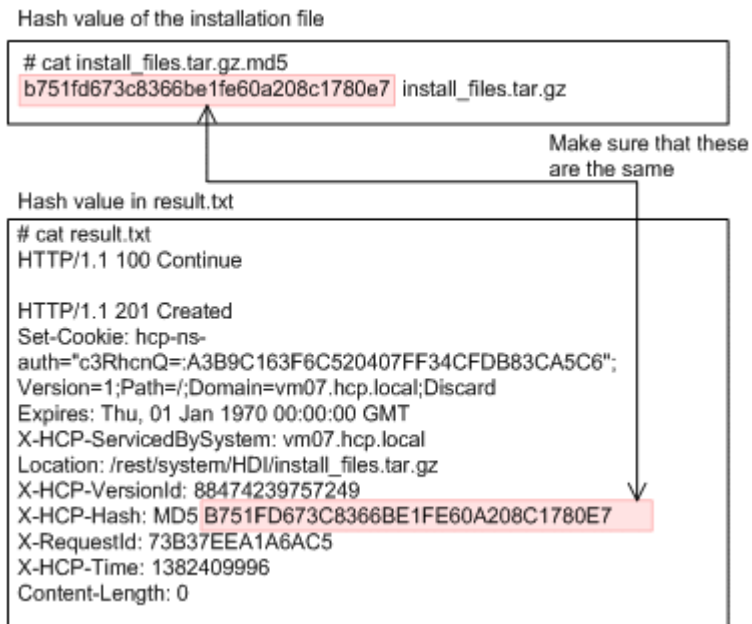 Hash value of the installation file
# cat install_files.tar.gz.md5
b751fd673c8366be1fe60a208c1780e7 install_files.tar.gz
Make sure that these
are the same
Hash value in result.txt
# cat result.txt
HTTP/1.1 100 Continue
HTTP/1.1 201 Created
Set-Cookie: hcp-ns-
auth="c3RhcnQ=:A3B9C163F6C520407FF34CFDB83CA5C6";
Version=1;Path=/;Domain=vm07.hcp.local;Discard
Expires: Thu, 01 Jan 1970 00:00:00 GMT
X-HCP-ServicedBySystem: vm07.hcp.local
Location: /rest/system/HDI/install_files.tar.gz
X-HCP-VersionId: 88474239757249
X-HCP-Hash: MD5 B751FD673C8366BE1FE60A208C1780E7
X-RequestId: 73B37EEA1A6AC5
X-HCP-Time: 1382409996
Content-Length: 0